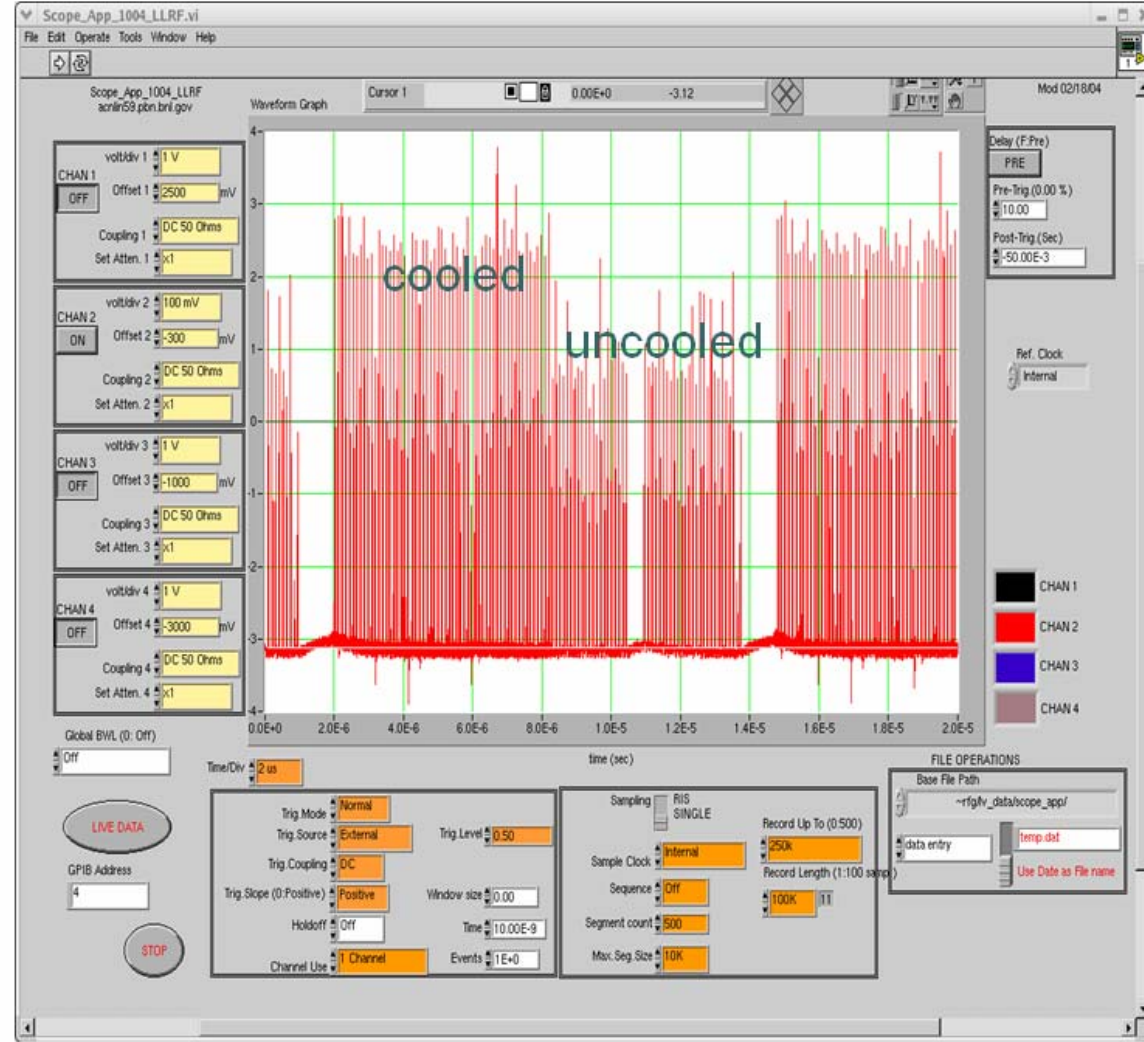 Scope_App_1004_LLRF.vi
File Edit Operate Tools Window Help
Scope_App_1004_LLRF
acnlin59.pbn.bnl.gov
Waveform Graph
Cursor 1
0.00E+0
-3.12
Mod 02/18/04
CHAN 1
OFF
volt/div 1 1 V
Offset 1 2500 mV
Coupling 1 DC 50 Ohms
Set Atten. 1 x1
CHAN 2
ON
volt/div 2 100 mV
Offset 2 -300 mV
Coupling 2 DC 50 Ohms
Set Atten. 2 x1
CHAN 3
OFF
volt/div 3 1 V
Offset 3 -1000 mV
Coupling 3 DC 50 Ohms
Set Atten. 3 x1
CHAN 4
OFF
volt/div 4 1 V
Offset 4 -3000 mV
Coupling 4 DC 50 Ohms
Set Atten. 4 x1
4
3
2
1
0
-1
-2
-3
-4
cooled
uncooled
0.0E+0 2.0E-6 4.0E-6 6.0E-6 8.0E-6 1.0E-5 1.2E-5 1.4E-5 1.6E-5 1.8E-5 2.0E-5
time (sec)
Delay (F:Pre)
PRE
Pre-Trig.(0.00 %)
10.00
Post-Trig.(Sec)
-50.00E-3
Ref. Clock
Internal
CHAN 1
CHAN 2
CHAN 3
CHAN 4
Global BWL (0: Off)
Off
LIVE DATA
GPIB Address
4
STOP
Time/Div 2 us
Trig.Mode Normal
Trig.Source External
Trig.Level 0.50
Trig.Coupling DC
Trig.Slope (0:Positive) Positive
Window size 0.00
Holdoff Off
Time 10.00E-9
Channel Use 1 Channel
Events 1E+0
Sampling RIS
SINGLE
Record Up To (0:500)
250k
Sample Clock Internal
Record Length (1:100
Sequence Off
100K 11
Segment count 500
Max.Seg.Size 10K
FILE OPERATIONS
Base File Path
~rfg/lv_data/scope_app/
data entry
temp.dat
Use Date as File name